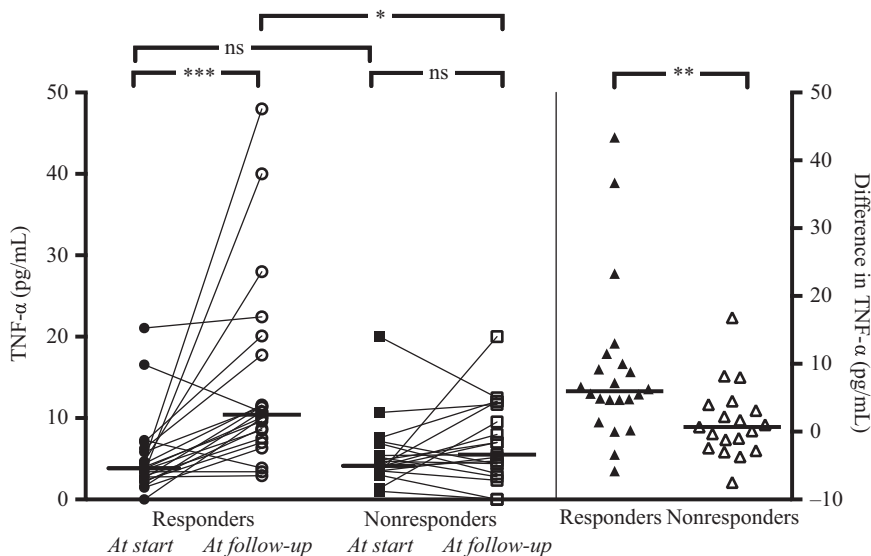 *
ns
*** ns **
50 50
40 40
30 30
20 20
10 10
0 0
–10
TNF-α (pg/mL)
Difference in TNF-α (pg/mL)
Responders Nonresponders Responders Nonresponders
At start At follow-up At start At follow-up